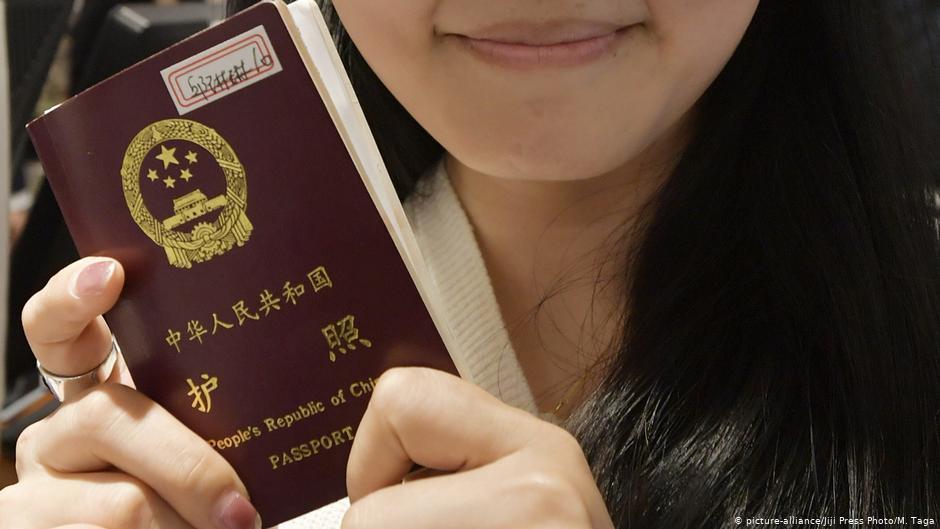 中华人民共和国
护 照
People's Republic of Chi
PASSPORT
© picture-alliance/Jiji Press Photo/M. Taga